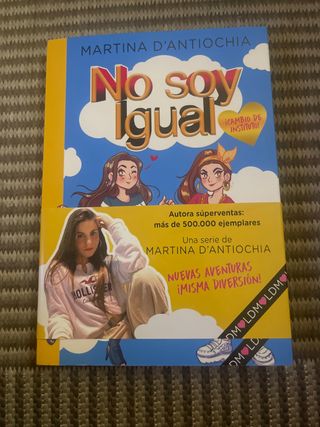 MARTINA D'ANTIOCHIA
No soy
Igual
¡CAMBIO DE
INSTITUTO!
Autora súperventas:
más de 500.000 ejemplares
Una serie de
MARTINA D'ANTIOCHIA
NUEVAS AVENTURAS
¡MISMA DIVERSIÓN!
HOLLISTER
LDM
LDM
LDM